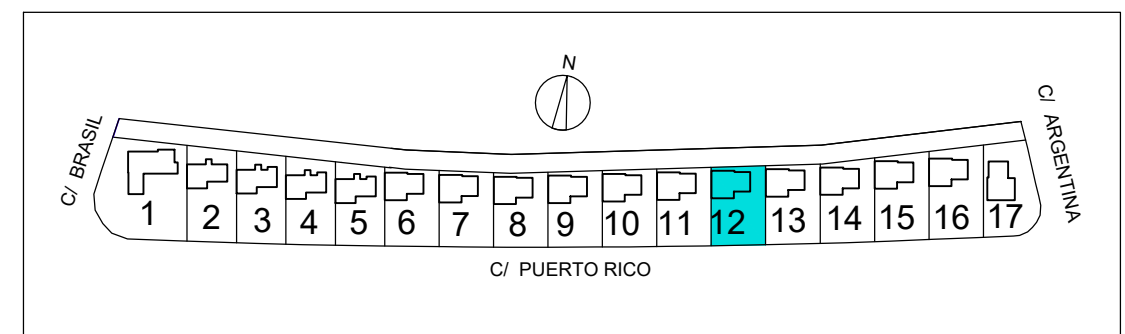 N
C/ BRASIL
C/ ARGENTINA
1 2 3 4 5 6 7 8 9 10 11 12 13 14 15 16 17
C/ PUERTO RICO